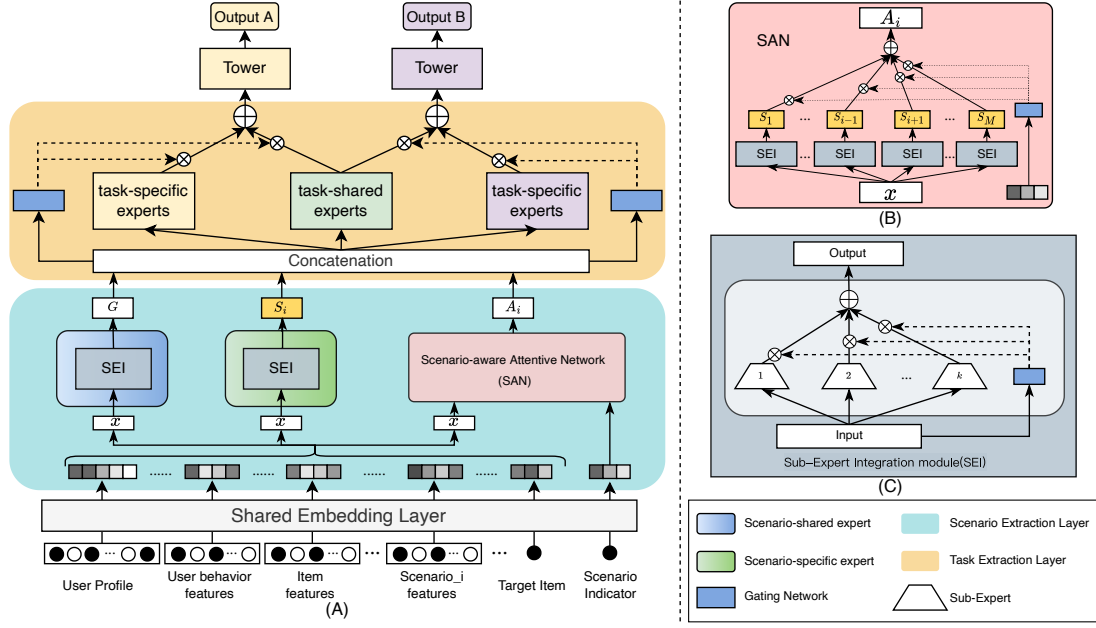 Output A
Output B
Tower
Tower
task-specific
experts
task-shared
experts
task-specific
experts
Concatenation
G
S_i
A_i
SEI
SEI
Scenario-aware Attentive Network
(SAN)
x
x
x
...... ...... ...... ...... ......
Shared Embedding Layer
... ... ... ... ... ...
User Profile
User behavior
features
Item
features
Scenario_i
features
Target Item
Scenario
Indicator
(A)
A_i
SAN
S_1 ... S_{i-1} S_{i+1} ... S_M
SEI ... SEI SEI ... SEI
x
(B)
Output
1 2 ... k
Input
Sub-Expert Integration module(SEI)
(C)
Scenario-shared expert
Scenario Extraction Layer
Scenario-specific expert
Task Extraction Layer
Gating Network
Sub-Expert